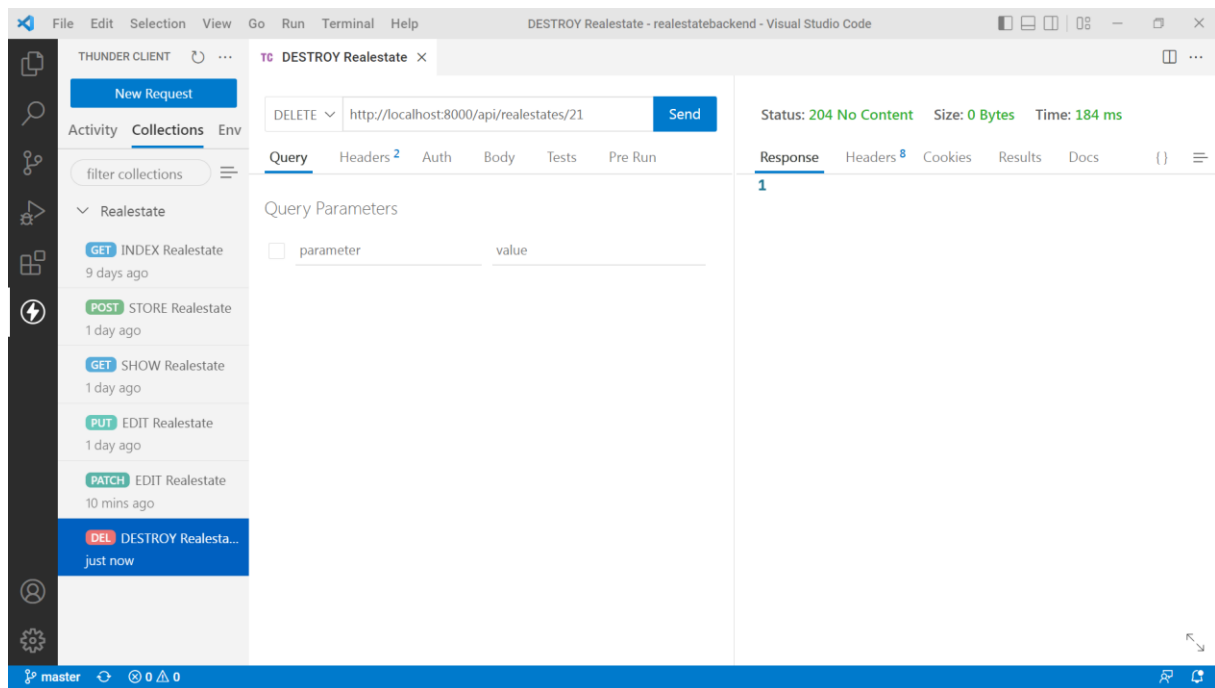 File Edit Selection View Go Run Terminal Help DESTROY Realestate - realestatebackend - Visual Studio Code
THUNDER CLIENT
New Request
Activity Collections Env
filter collections
Realestate
GET INDEX Realestate
9 days ago
POST STORE Realestate
1 day ago
GET SHOW Realestate
1 day ago
PUT EDIT Realestate
1 day ago
PATCH EDIT Realestate
10 mins ago
DEL DESTROY Realesta...
just now
TC DESTROY Realestate
DELETE http://localhost:8000/api/realestates/21 Send
Query Headers 2 Auth Body Tests Pre Run
Query Parameters
parameter value
Status: 204 No Content Size: 0 Bytes Time: 184 ms
Response Headers 8 Cookies Results Docs {}
1
master 0 0